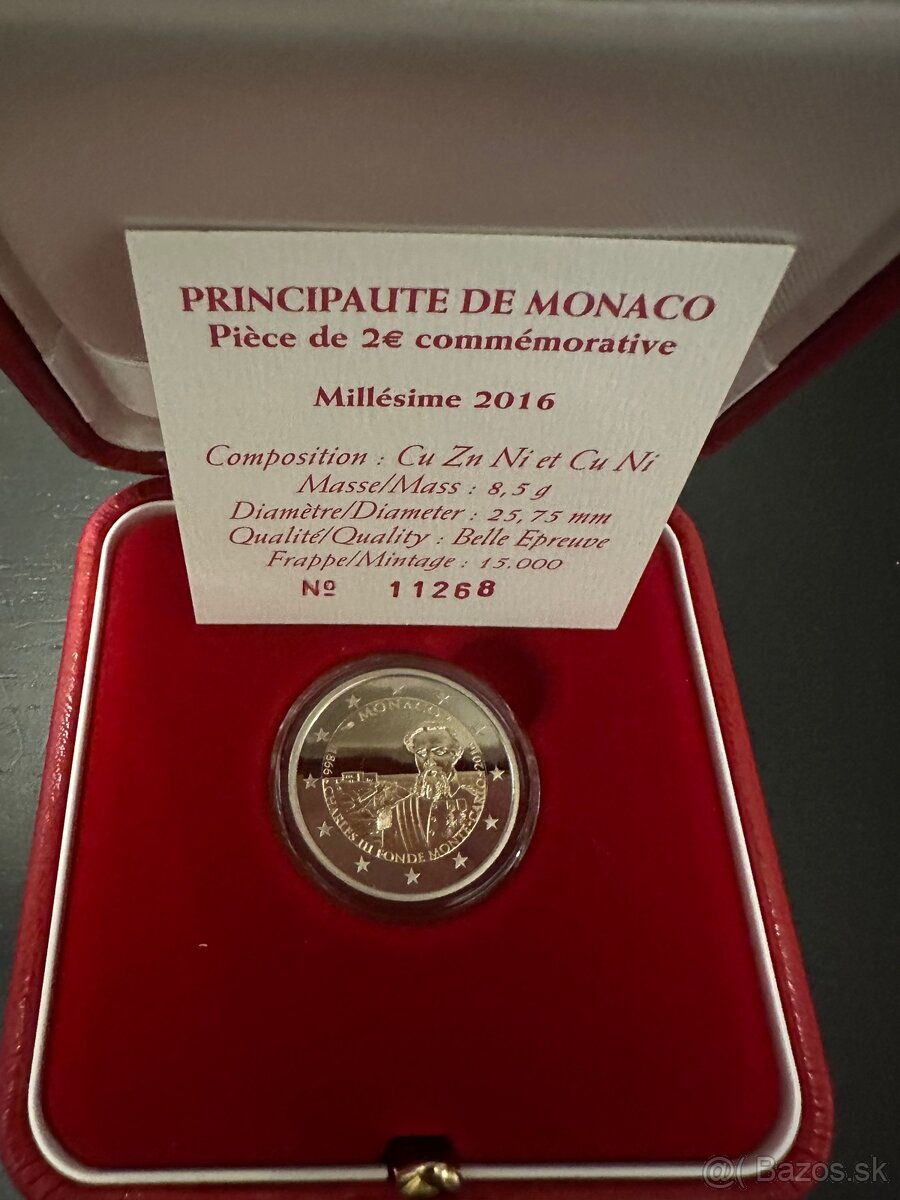 PRINCIPAUTE DE MONACO
Pièce de 2€ commémorative
Millésime 2016
Composition : Cu Zn Ni et Cu Ni
Masse/Mass : 8,5 g
Diamètre/Diameter : 25,75 mm
Qualité/Quality : Belle Epreuve
Frappe/Mintage : 15.000
Nº 11268
MONACO
1866 CHARLES III FONDE MONTE-CARLO 2016
@( Bazos.sk